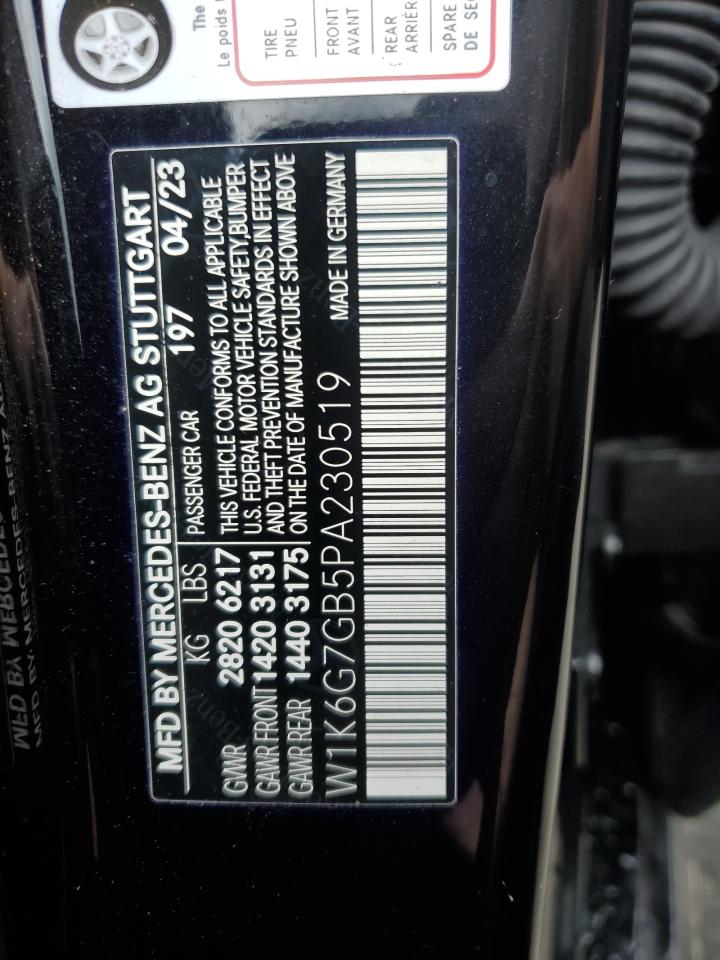 The
Le poids
TIRE
PNEU
FRONT
AVANT
REAR
ARRIÈR
SPARE
DE SE
MFD BY MERCEDES-BENZ AG STUTTGART
KG LBS PASSENGER CAR 197 04/23
GVWR 2820 6217
GAWR FRONT 1420 3131
GAWR REAR 1440 3175
THIS VEHICLE CONFORMS TO ALL APPLICABLE
U.S. FEDERAL MOTOR VEHICLE SAFETY,BUMPER
AND THEFT PREVENTION STANDARDS IN EFFECT
ON THE DATE OF MANUFACTURE SHOWN ABOVE
W1K6G7GB5PA230519 MADE IN GERMANY